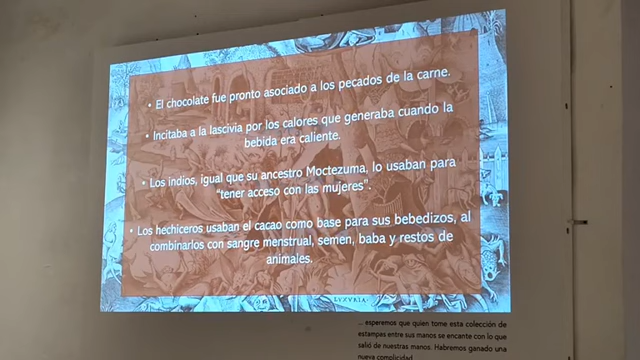 • El chocolate fue pronto asociado a los pecados de la carne.
• Incitaba a la lascivia por los calores que generaba cuando la
bebida era caliente.
• Los indios, igual que su ancestro Moctezuma, lo usaban para
“tener acceso con las mujeres”.
• Los hechiceros usaban el cacao como base para sus bebedizos, al
combinarlos con sangre menstrual, semen, baba y restos de
animales.
LVXVRIA
... esperemos que quien tome esta colección de
estampas entre sus manos se encante con lo que
salió de nuestras manos. Habremos ganado una
nueva complicidad